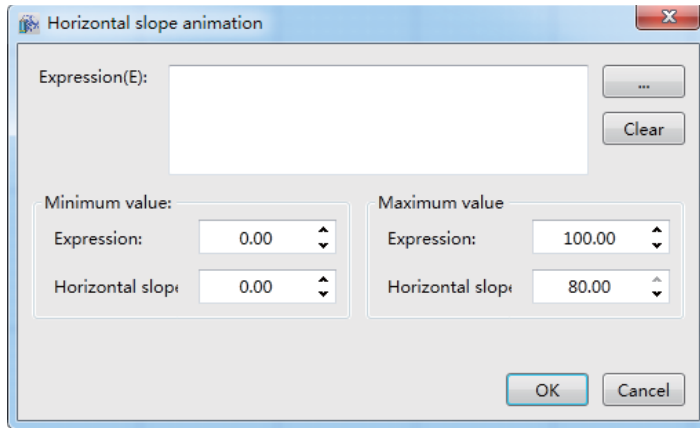 Horizontal slope animation
Expression(E):
...
Clear
Minimum value:
Maximum value
Expression: 0.00
Expression: 100.00
Horizontal slope 0.00
Horizontal slope 80.00
OK
Cancel